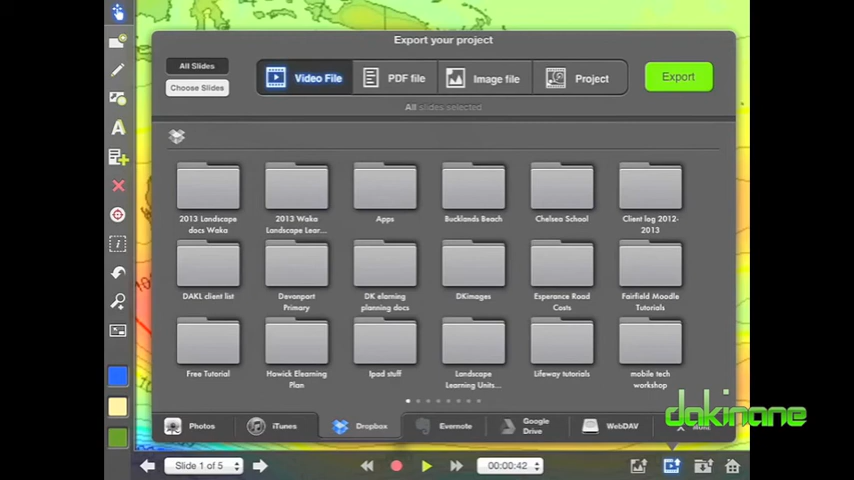 Export your project
All Slides
Choose Slides
Video File
PDF file
Image file
Project
Export
All slides selected
2013 Landscape
docs Waka
2013 Waka
Landscape Lear...
Apps
Bucklands Beach
Chelsea School
Client log 2012-
2013
DAKL client list
Devonport
Primary
DK elarning
planning docs
DKimages
Esperance Road
Costs
Fairfield Moodle
Tutorials
Free Tutorial
Howick Elearning
Plan
Ipad stuff
Landscape
Learning Units...
Lifeway tutorials
mobile tech
workshop
dakinane
Photos
iTunes
Dropbox
Evernote
Google
Drive
WebDAV
MORE
Slide 1 of 5
00:00:42